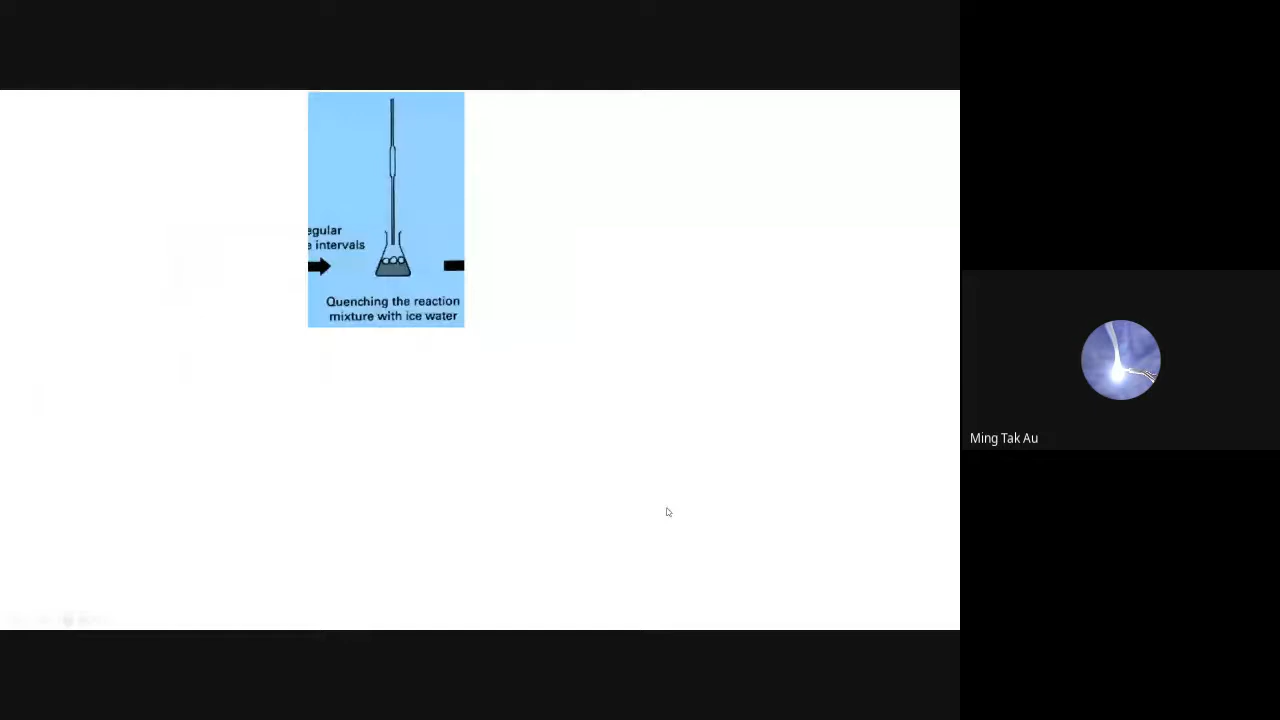 egular
e intervals
Quenching the reaction
mixture with ice water
Ming Tak Au